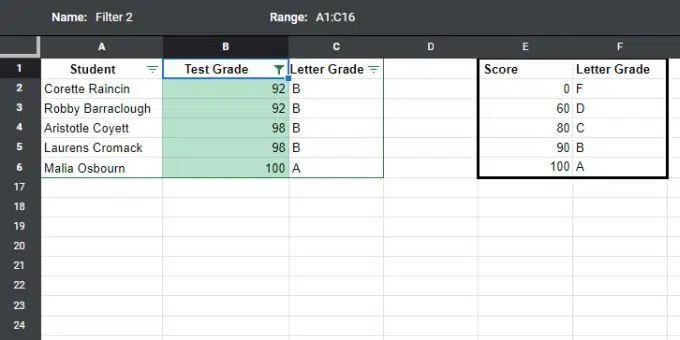 Name: Filter 2 Range: A1:C16
A B C D E F
1 Student Test Grade Letter Grade Score Letter Grade
2 Corette Raincin 92 B 0 F
3 Robby Barraclough 92 B 60 D
4 Aristotle Coyett 98 B 80 C
5 Laurens Cromack 98 B 90 B
6 Malia Osbourn 100 A 100 A
17
18
19
20
21
22
23
24